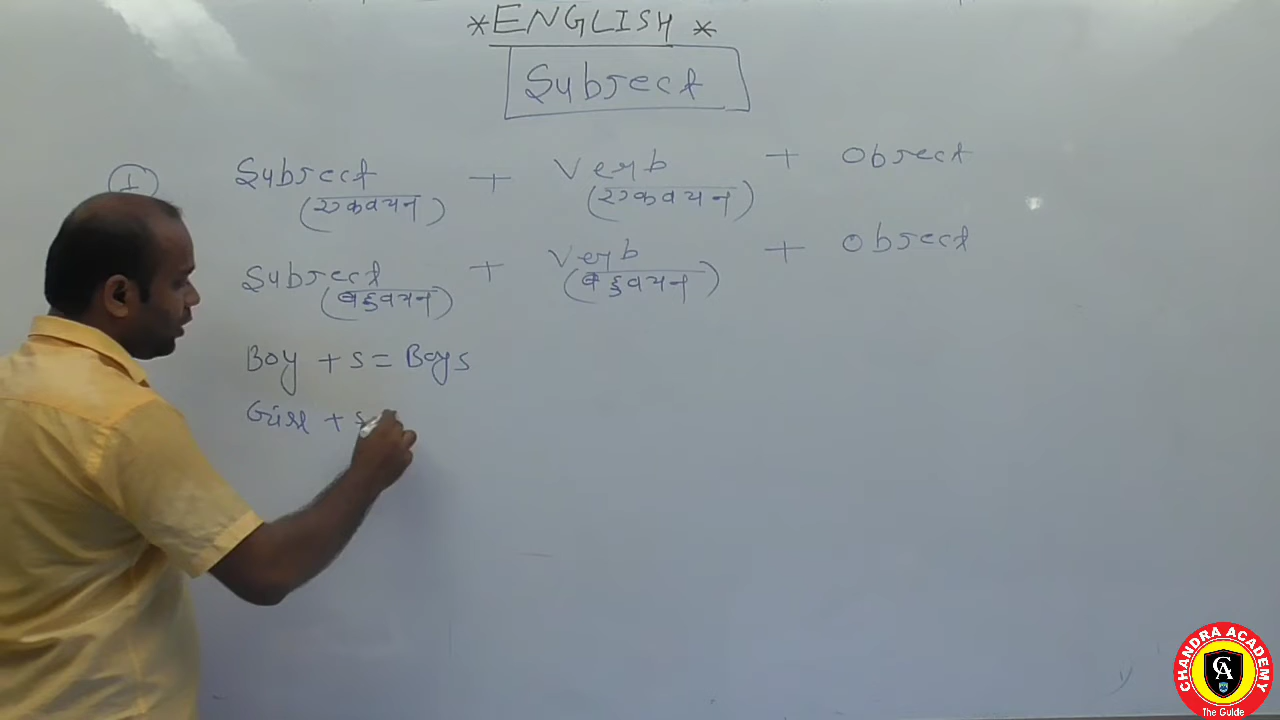 *ENGLISH*
Subject
1 Subject + Verb + Object
(एकवचन) (एकवचन)
Subject + Verb + Object
(बहुवचन) (बहुवचन)
Boy + s = Boys
Girl + s
CHANDRA ACADEMY
CA
The Guide